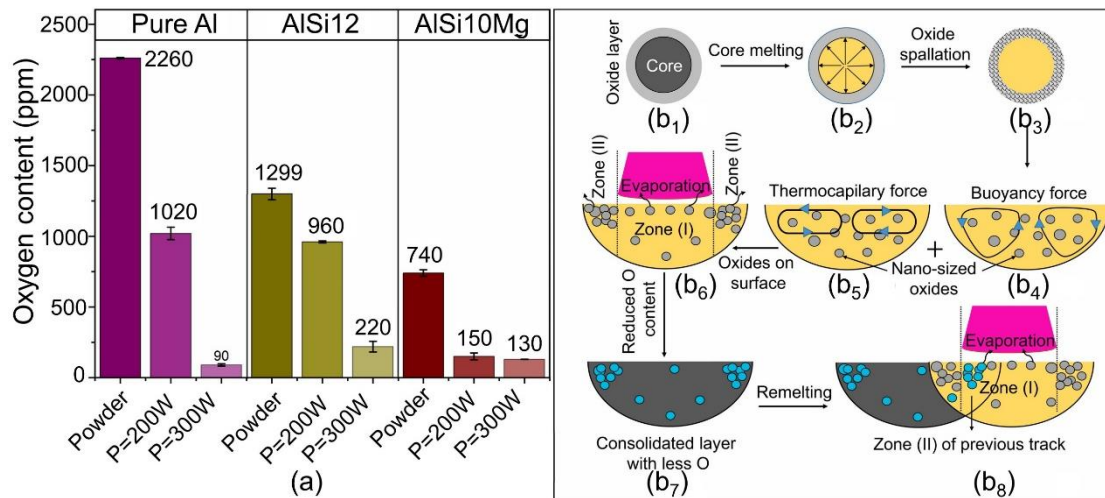 Pure Al
AlSi12
AlSi10Mg
Oxygen content (ppm)
2500
2000
1500
1000
500
0
2260
1020
90
1299
960
220
740
150
130
Powder
P=200W
P=300W
Powder
P=200W
P=300W
Powder
P=200W
P=300W
(a)
Oxide layer
Core
(b1)
Core melting
(b2)
Oxide
spallation
(b3)
Zone (II)
Evaporation
Zone (II)
Zone (I)
(b6)
Thermocapilary force
(b5)
Oxides on
surface
+
Buoyancy force
Nano-sized
oxides
(b4)
Reduced O
content
Consolidated layer
with less O
(b7)
Remelting
Evaporation
Zone (I)
Zone (II) of previous track
(b8)